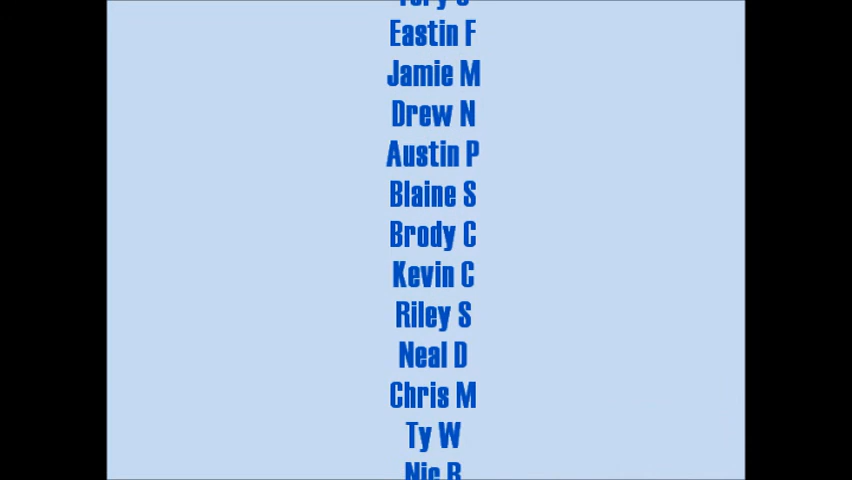 Eastin F
Jamie M
Drew N
Austin P
Blaine S
Brody C
Kevin C
Riley S
Neal D
Chris M
Ty W